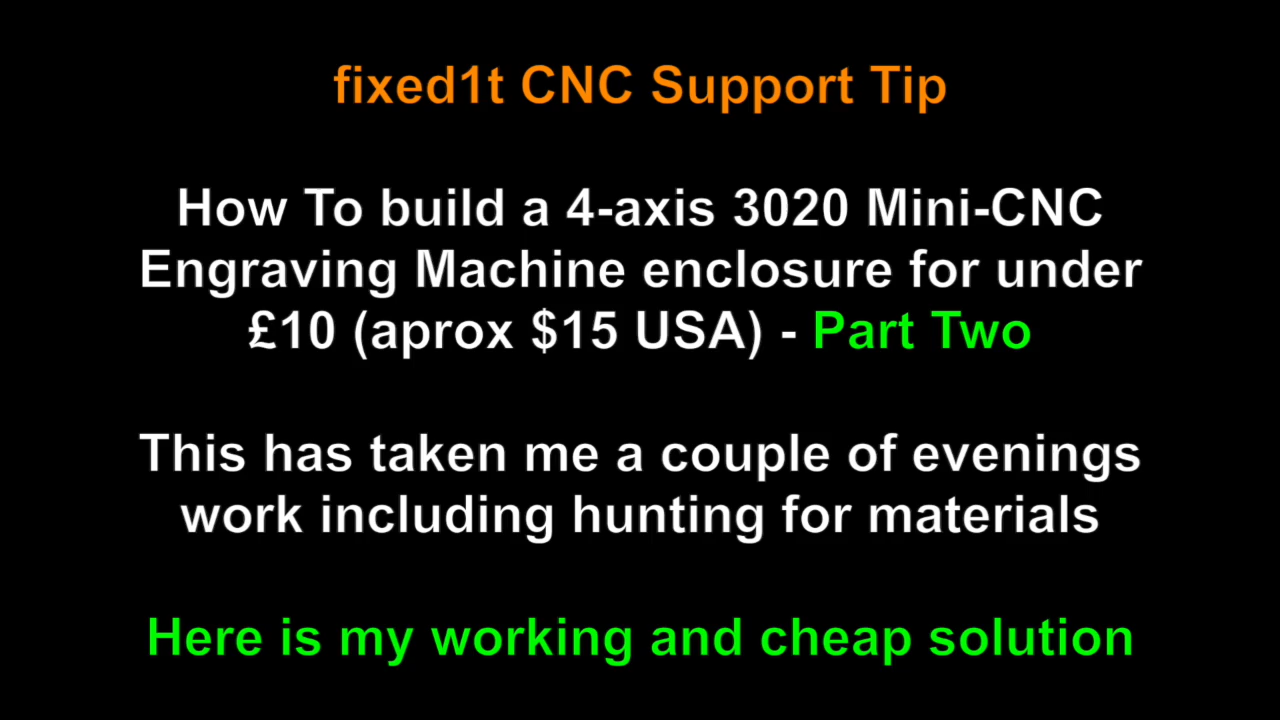 fixed1t CNC Support Tip
How To build a 4-axis 3020 Mini-CNC
Engraving Machine enclosure for under
£10 (aprox $15 USA) - Part Two
This has taken me a couple of evenings
work including hunting for materials
Here is my working and cheap solution